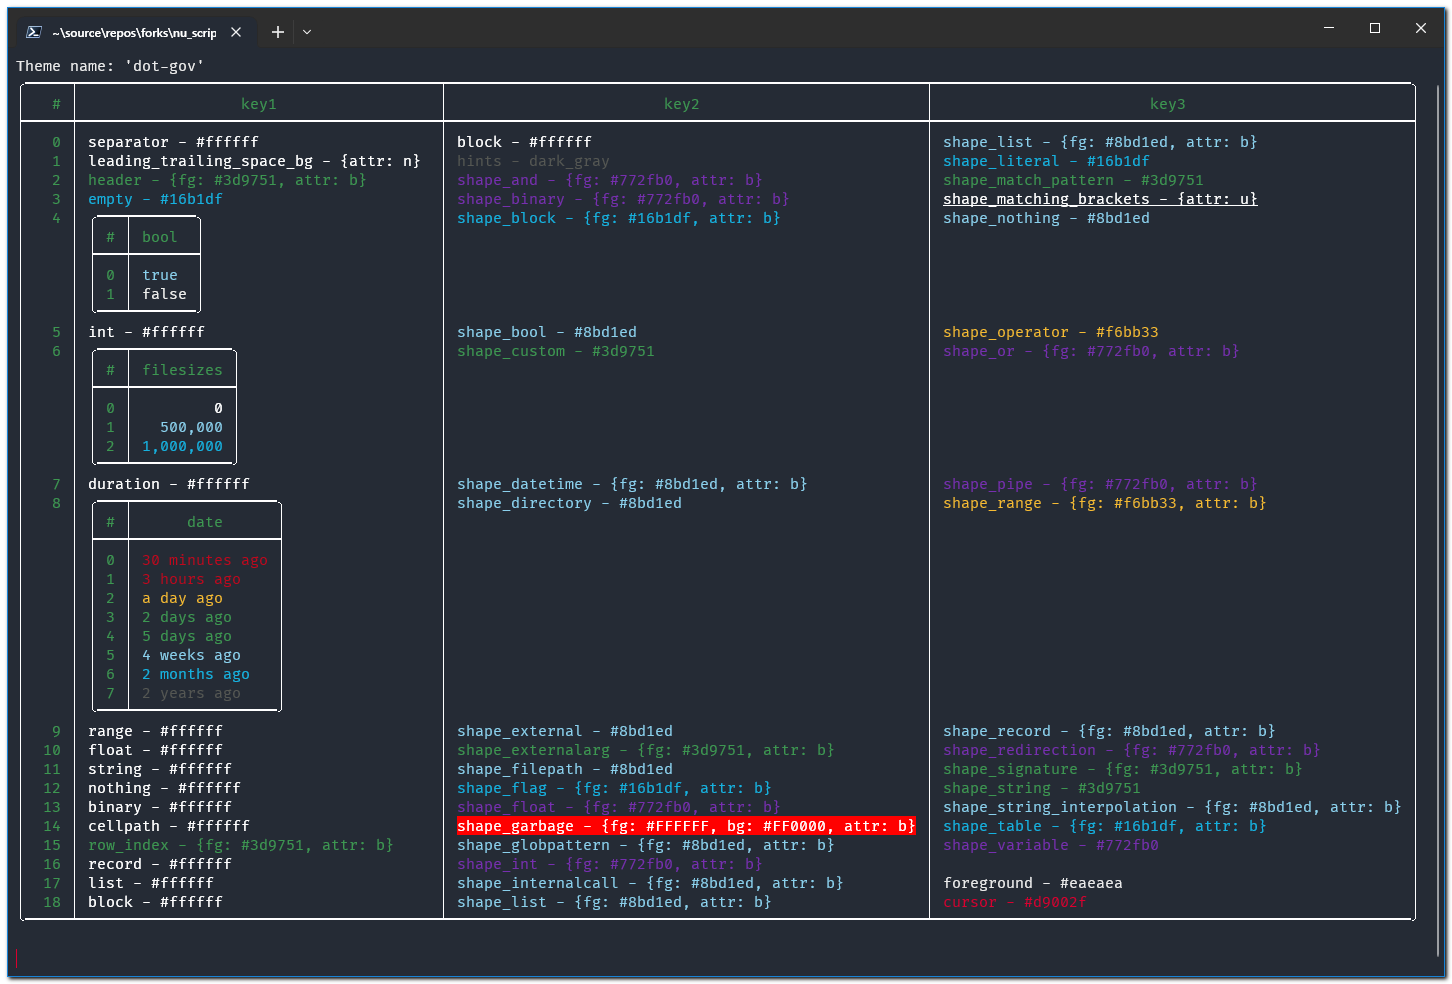 ~\source\repos\forks\nu_scrip
Theme name: 'dot-gov'
# key1 key2 key3
0 separator - #ffffff block - #ffffff shape_list - {fg: #8bd1ed, attr: b}
1 leading_trailing_space_bg - {attr: n} hints - dark_gray shape_literal - #16b1df
2 header - {fg: #3d9751, attr: b} shape_and - {fg: #772fb0, attr: b} shape_match_pattern - #3d9751
3 empty - #16b1df shape_binary - {fg: #772fb0, attr: b} shape_matching_brackets - {attr: u}
4 shape_block - {fg: #16b1df, attr: b} shape_nothing - #8bd1ed
# bool
0 true
1 false
5 int - #ffffff shape_bool - #8bd1ed shape_operator - #f6bb33
6 shape_custom - #3d9751 shape_or - {fg: #772fb0, attr: b}
# filesizes
0 0
1 500,000
2 1,000,000
7 duration - #ffffff shape_datetime - {fg: #8bd1ed, attr: b} shape_pipe - {fg: #772fb0, attr: b}
8 shape_directory - #8bd1ed shape_range - {fg: #f6bb33, attr: b}
# date
0 30 minutes ago
1 3 hours ago
2 a day ago
3 2 days ago
4 5 days ago
5 4 weeks ago
6 2 months ago
7 2 years ago
9 range - #ffffff shape_external - #8bd1ed shape_record - {fg: #8bd1ed, attr: b}
10 float - #ffffff shape_externalarg - {fg: #3d9751, attr: b} shape_redirection - {fg: #772fb0, attr: b}
11 string - #ffffff shape_filepath - #8bd1ed shape_signature - {fg: #3d9751, attr: b}
12 nothing - #ffffff shape_flag - {fg: #16b1df, attr: b} shape_string - #3d9751
13 binary - #ffffff shape_float - {fg: #772fb0, attr: b} shape_string_interpolation - {fg: #8bd1ed, attr: b}
14 cellpath - #ffffff shape_garbage - {fg: #FFFFFF, bg: #FF0000, attr: b} shape_table - {fg: #16b1df, attr: b}
15 row_index - {fg: #3d9751, attr: b} shape_globpattern - {fg: #8bd1ed, attr: b} shape_variable - #772fb0
16 record - #ffffff shape_int - {fg: #772fb0, attr: b}
17 list - #ffffff shape_internalcall - {fg: #8bd1ed, attr: b} foreground - #eaeaea
18 block - #ffffff shape_list - {fg: #8bd1ed, attr: b} cursor - #d9002f